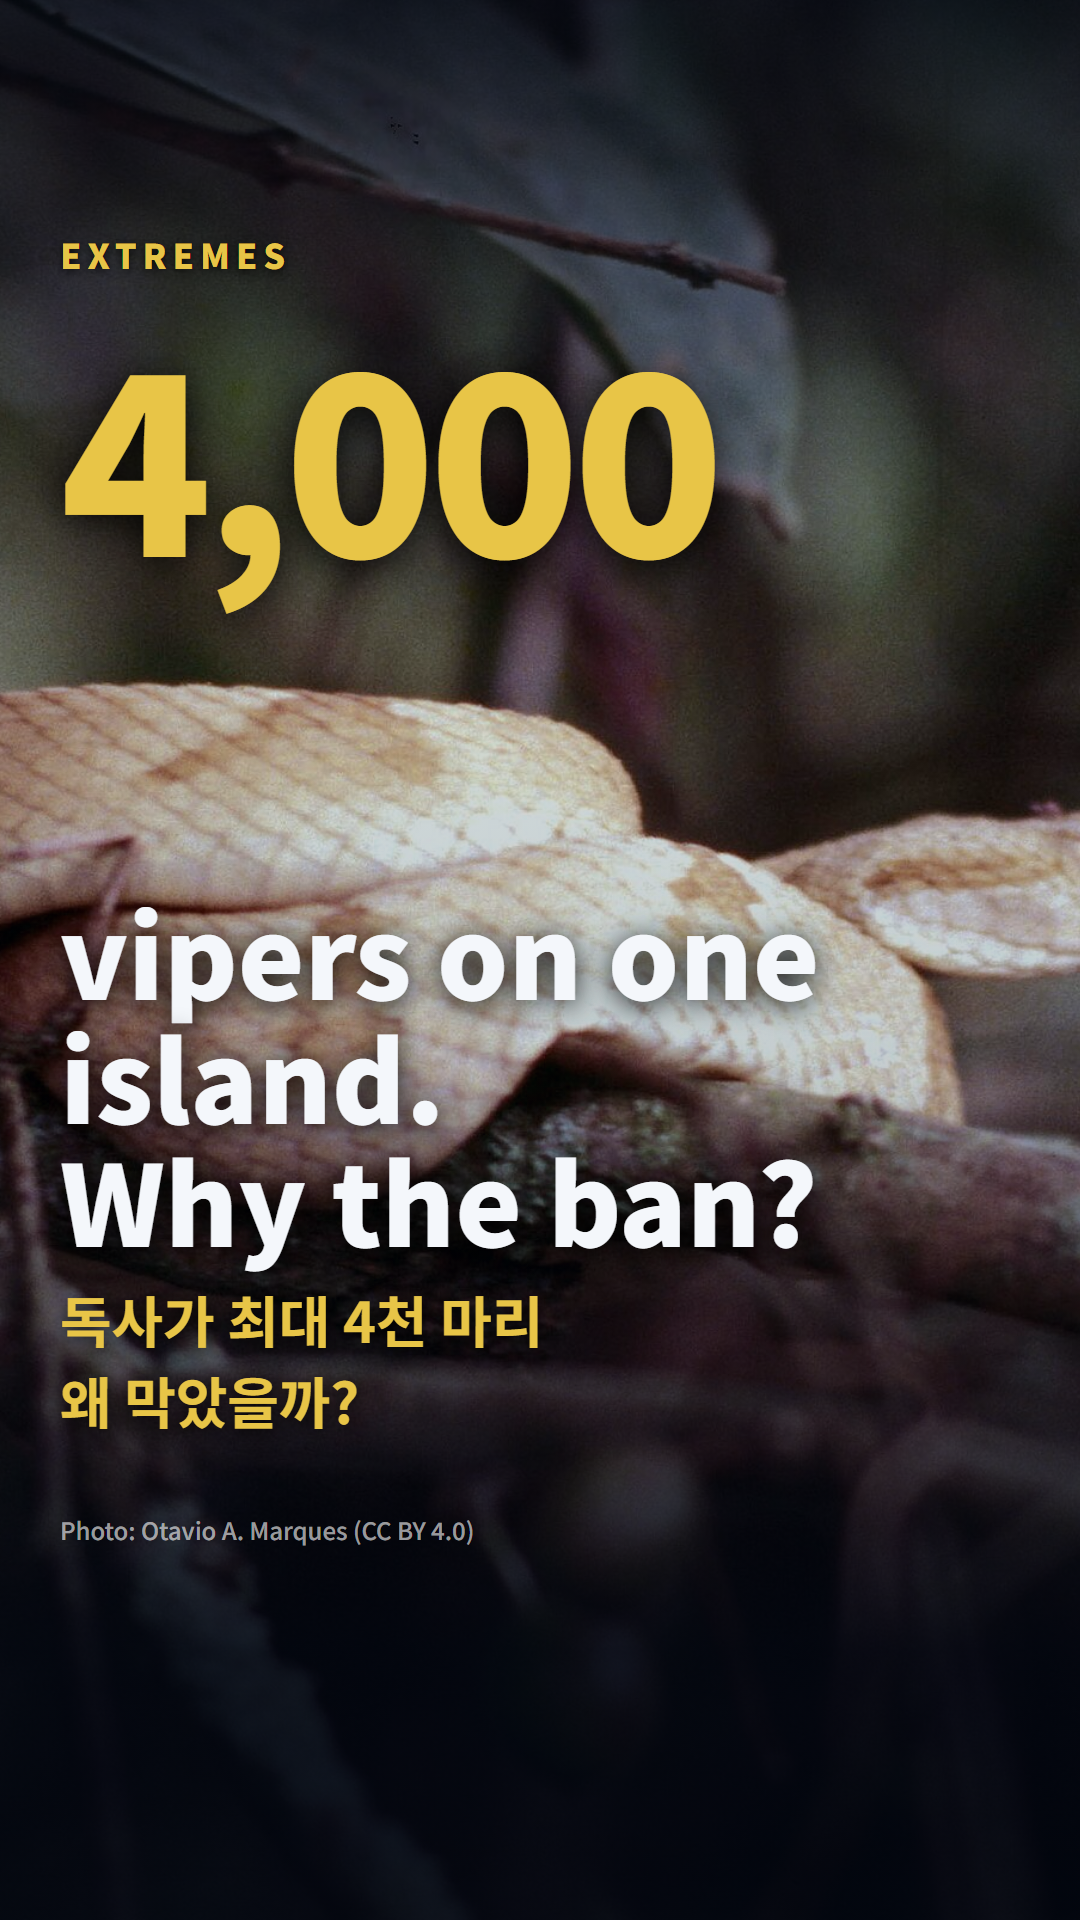 EXTREMES
4,000
vipers on one
island.
Why the ban?
독사가 최대 4천 마리
왜 막았을까?
Photo: Otavio A. Marques (CC BY 4.0)